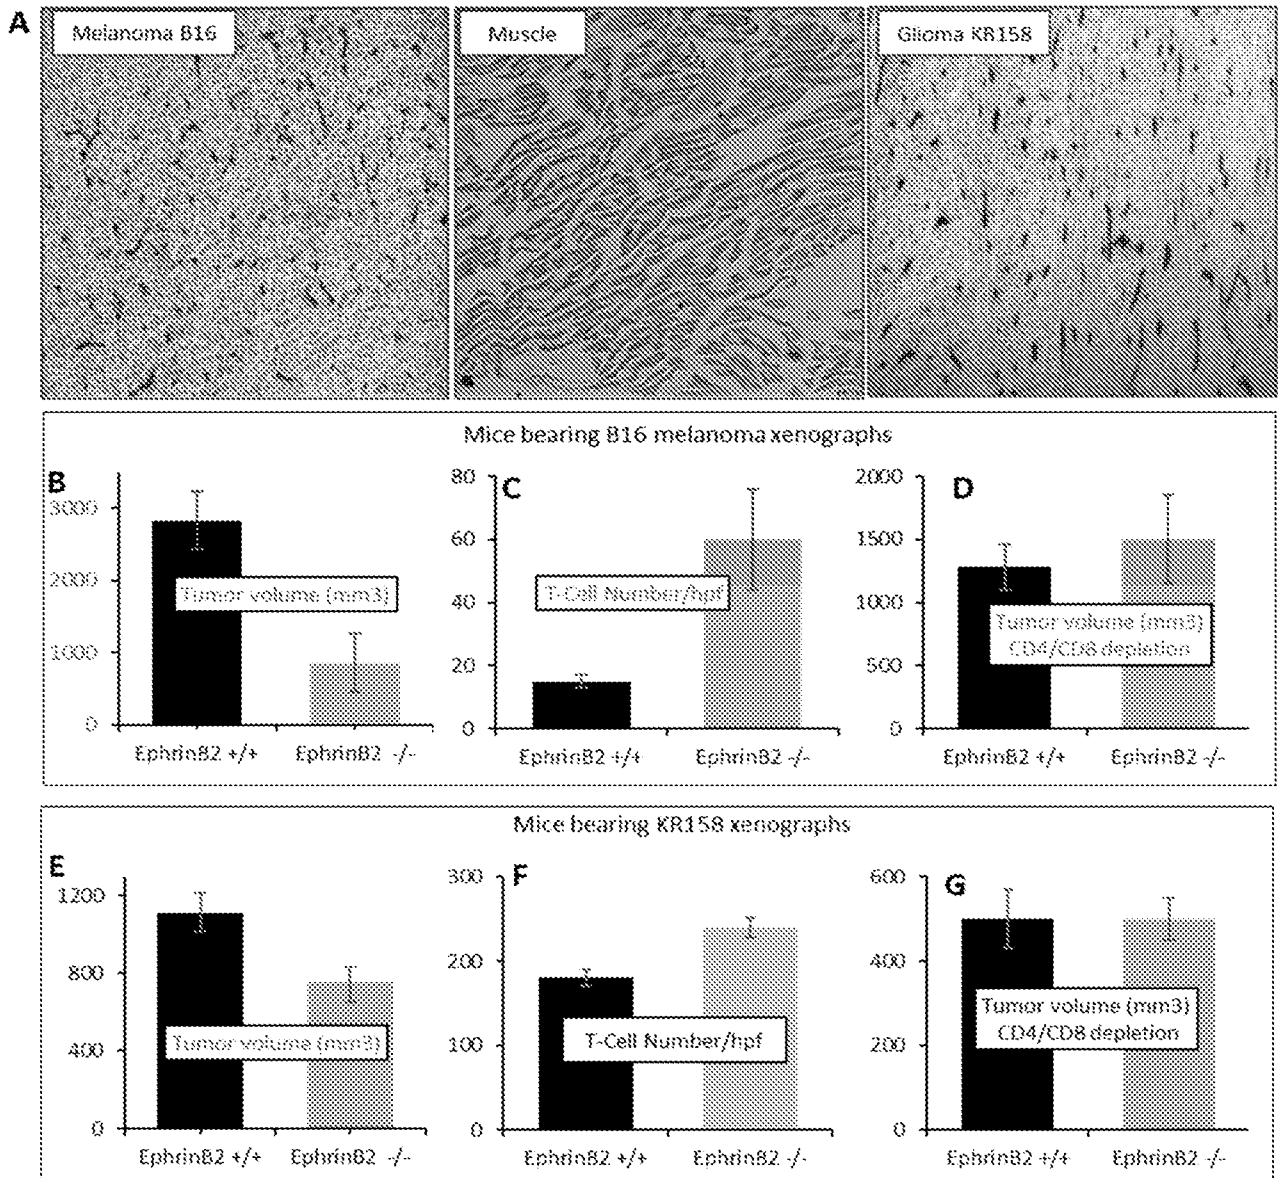 A
Melanoma B16
Muscle
Glioma KR158
Mice bearing B16 melanoma xenographs
B
3000
2000
1000
0
Tumor volume (mm3)
EphrinB2 +/+
EphrinB2 -/-
C
80
60
40
20
0
T-Cell Number/hpf
EphrinB2 +/+
EphrinB2 -/-
D
2000
1500
1000
500
0
Tumor volume (mm3)
CD4/CD8 depletion
EphrinB2 +/+
EphrinB2 -/-
Mice bearing KR158 xenographs
E
1200
800
400
0
Tumor volume (mm3)
EphrinB2 +/+
EphrinB2 -/-
F
300
200
100
0
T-Cell Number/hpf
EphrinB2 +/+
EphrinB2 -/-
G
600
400
200
0
Tumor volume (mm3)
CD4/CD8 depletion
EphrinB2 +/+
EphrinB2 -/-